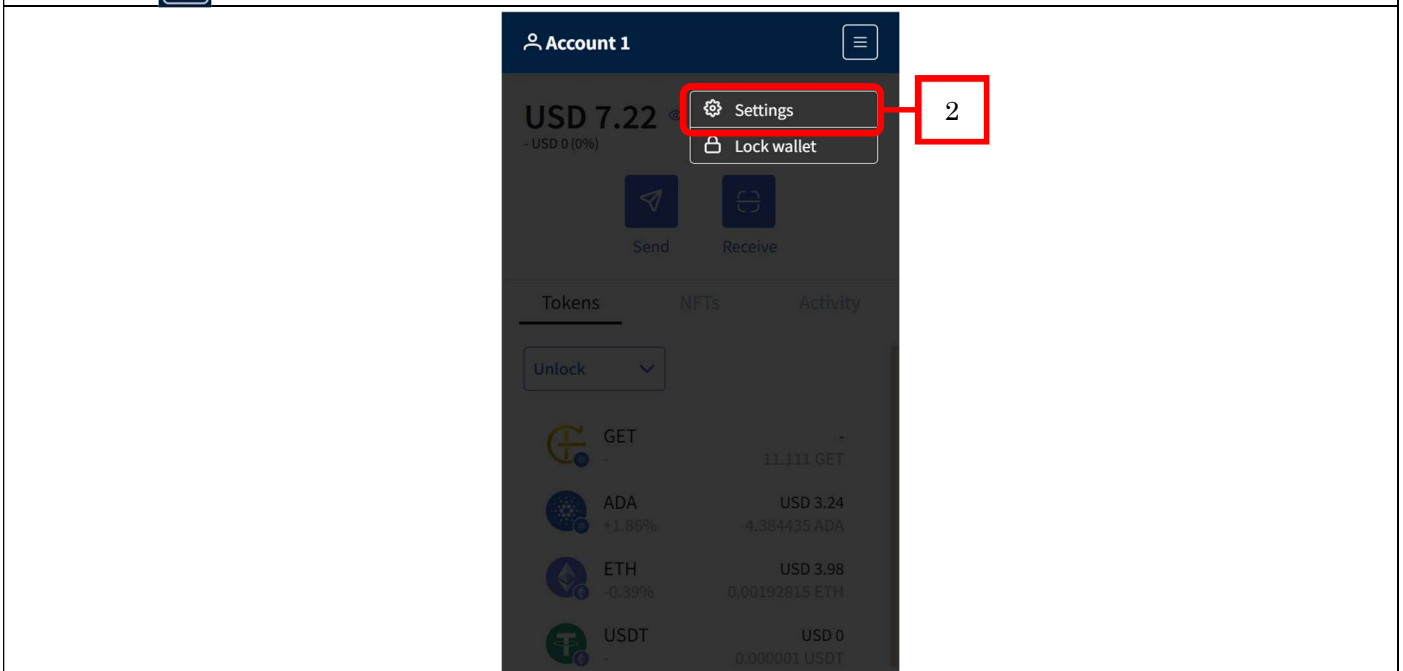 Account 1
USD 7.22
- USD 0 (0%)
Settings
2
Lock wallet
Send Receive
Tokens NFTs Activity
Unlock
GET -
- 11.111 GET
ADA USD 3.24
+1.86% 4.384435 ADA
ETH USD 3.98
-0.39% 0.00192815 ETH
USDT USD 0
- 0.000001 USDT